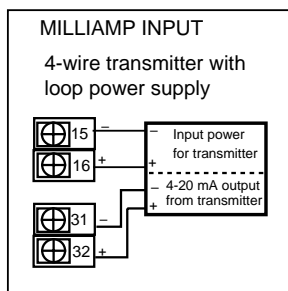 MILLIAMP INPUT
4-wire transmitter with
loop power supply
15 – – Input power
for transmitter
16 + +
31 – – 4-20 mA output
from transmitter
32 + +